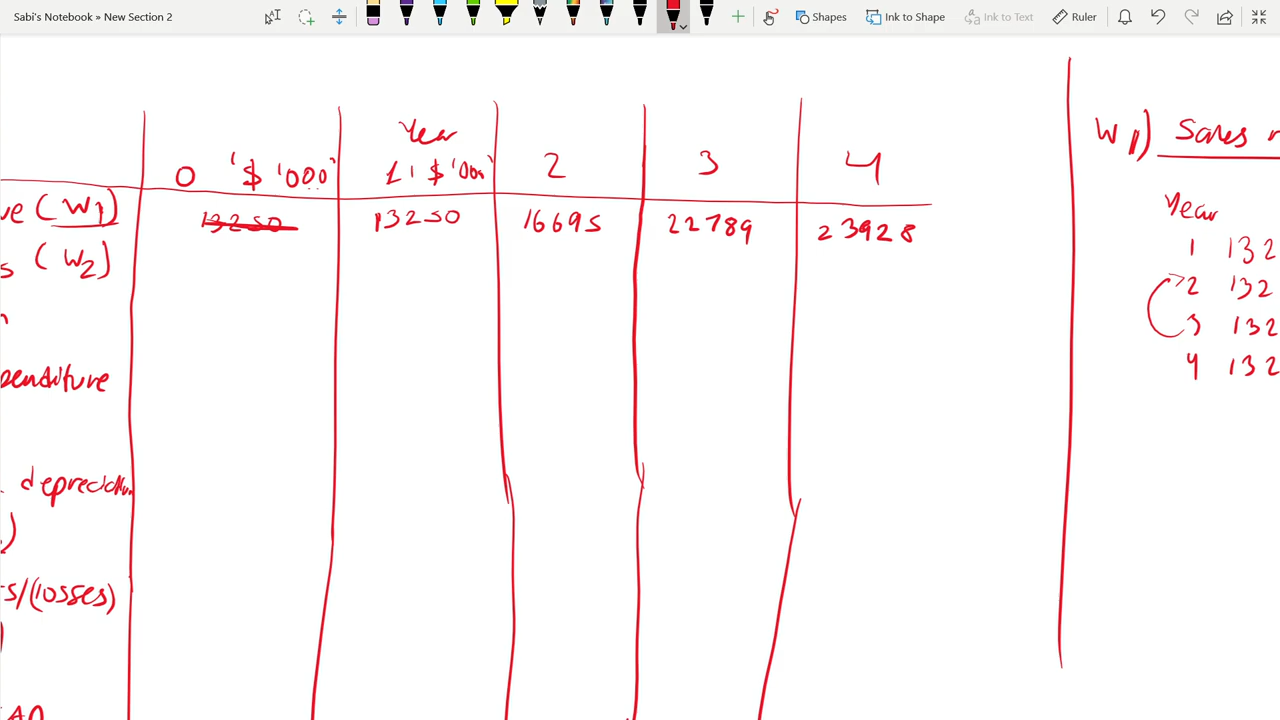 Sabi's Notebook » New Section 2
Shapes Ink to Shape Ink to Text Ruler
Year
0 '$ '000' 1 $ '000' 2 3 4
ve (W1) 13250 13250 16695 22789 23928
s (W2)
n
penditure
depreciation
)
s/(losses)
)
W1) Sales r
Year
1 132
2 132
3 132
4 132